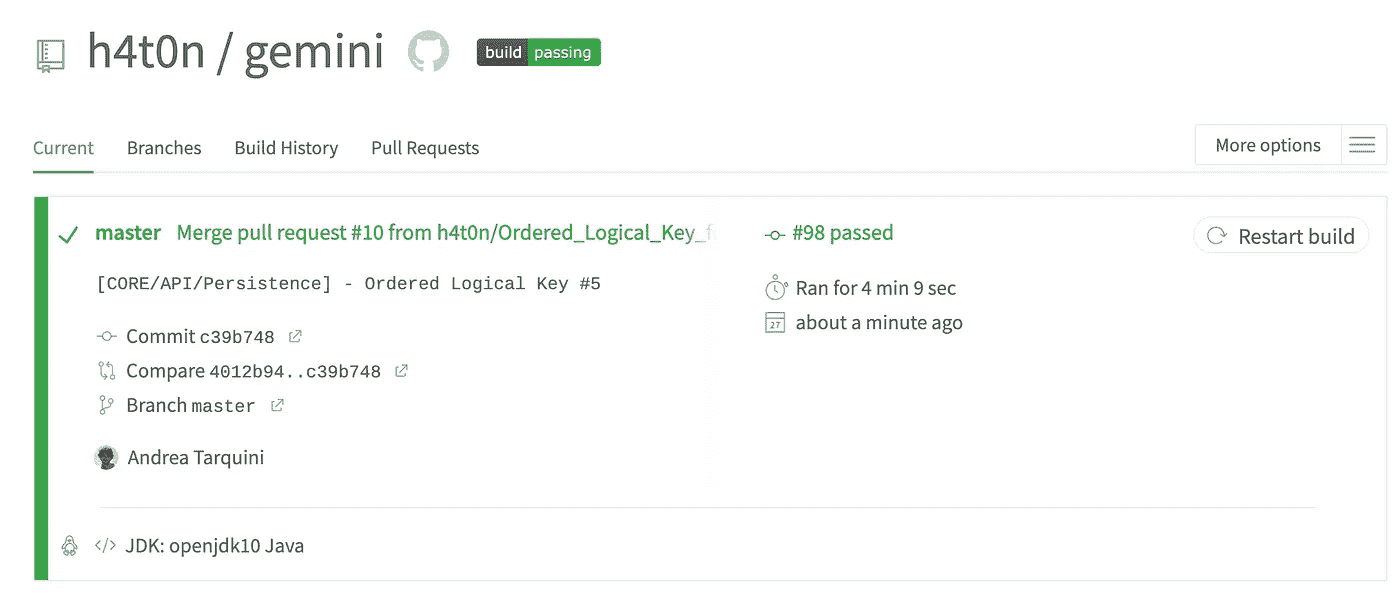 h4t0n / gemini build passing
Current Branches Build History Pull Requests More options
master Merge pull request #10 from h4t0n/Ordered_Logical_Key_f
#98 passed
Restart build
[CORE/API/Persistence] - Ordered Logical Key #5
Ran for 4 min 9 sec
27 about a minute ago
Commit c39b748
Compare 4012b94..c39b748
Branch master
Andrea Tarquini
</> JDK: openjdk10 Java